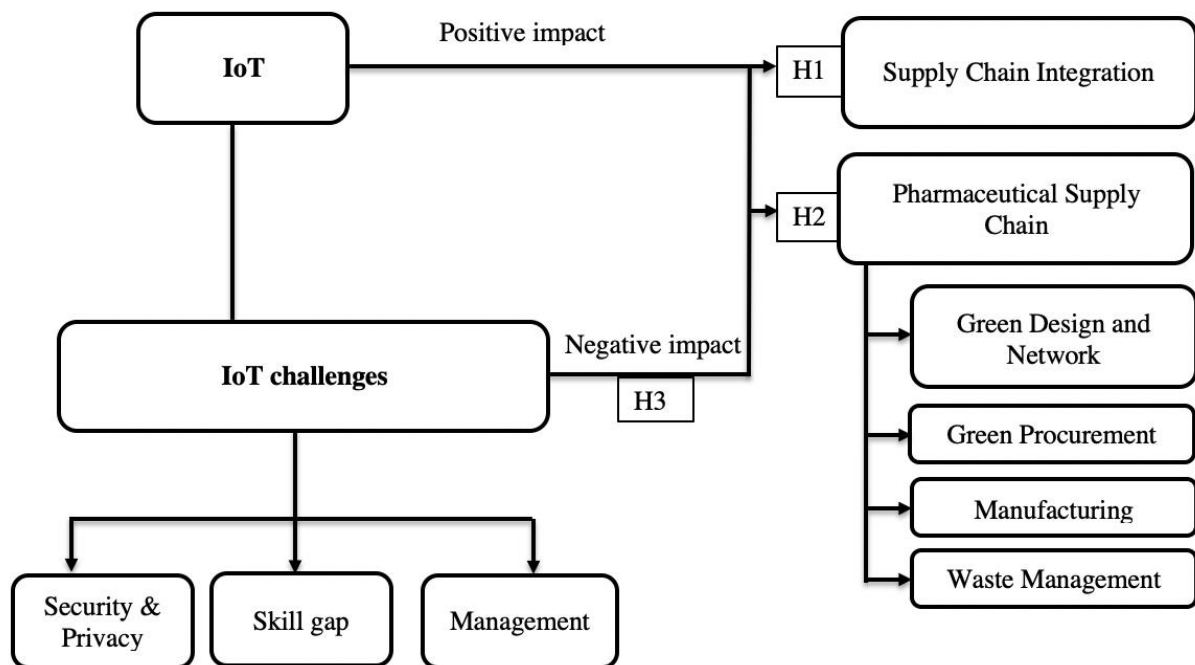 Positive impact
IoT
H1
Supply Chain Integration
H2
Pharmaceutical Supply
Chain
Green Design and
Network
Negative impact
IoT challenges
H3
Green Procurement
Manufacturing
Waste Management
Security &
Privacy
Skill gap
Management